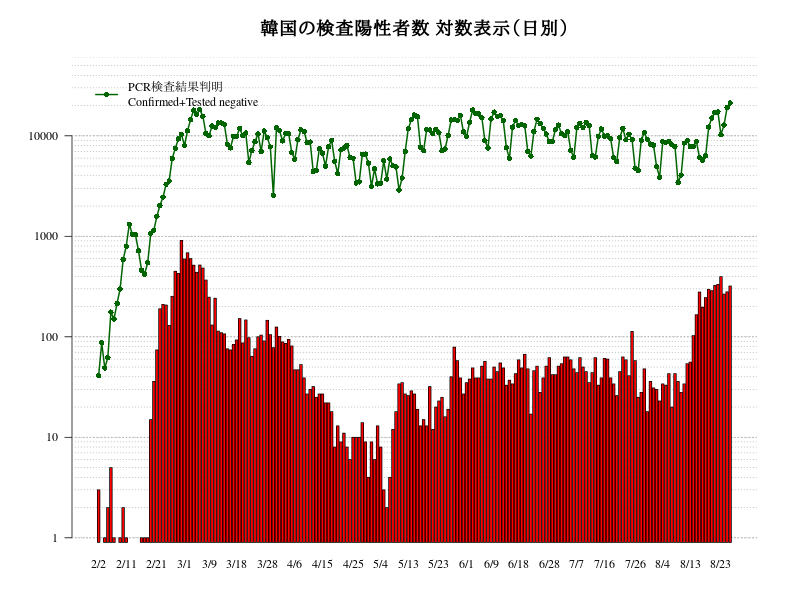 韓国の検査陽性者数 対数表示(日別)
PCR検査結果判明
Confirmed+Tested negative
10000
1000
100
10
1
2/2 2/11 2/21 3/1 3/9 3/18 3/28 4/6 4/15 4/25 5/4 5/13 5/23 6/1 6/9 6/18 6/28 7/7 7/16 7/26 8/4 8/13 8/23